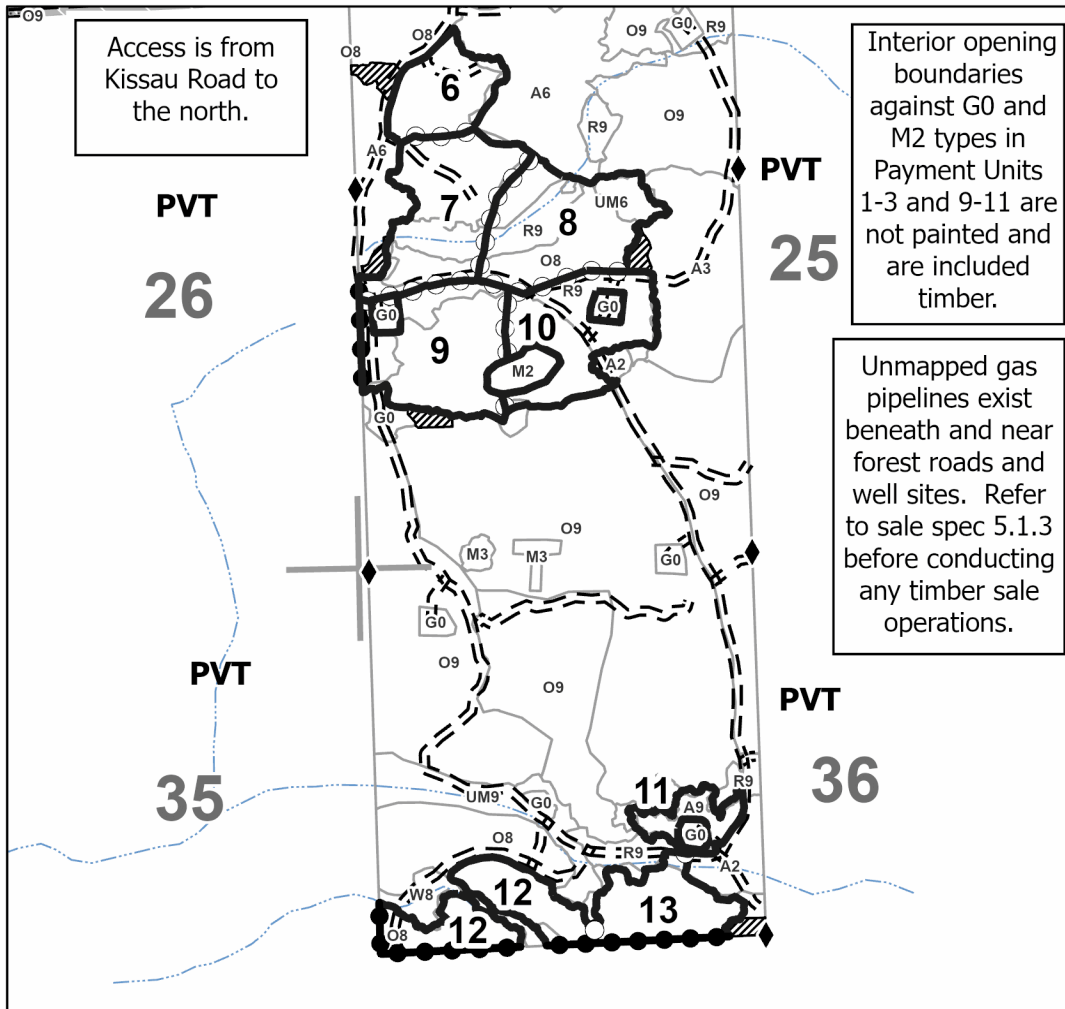 O9
Access is from
Kissau Road to
the north.
O8
O8
6
A6
A6
O9
G0
R9
R9
O9
Interior opening
boundaries
against G0 and
M2 types in
Payment Units
1-3 and 9-11 are
not painted and
are included
timber.
PVT
PVT
7
R9
8
UM6
O8
26
25
A3
R9
G0
G0
9
10
M2
A2
G0
Unmapped gas
pipelines exist
beneath and near
forest roads and
well sites. Refer
to sale spec 5.1.3
before conducting
any timber sale
operations.
O9
O9
M3
M3
G0
G0
O9
O9
PVT
PVT
35
36
UM9
G0
11
A9
G0
R9
R9
A2
O8
W8
O8
12
12
13